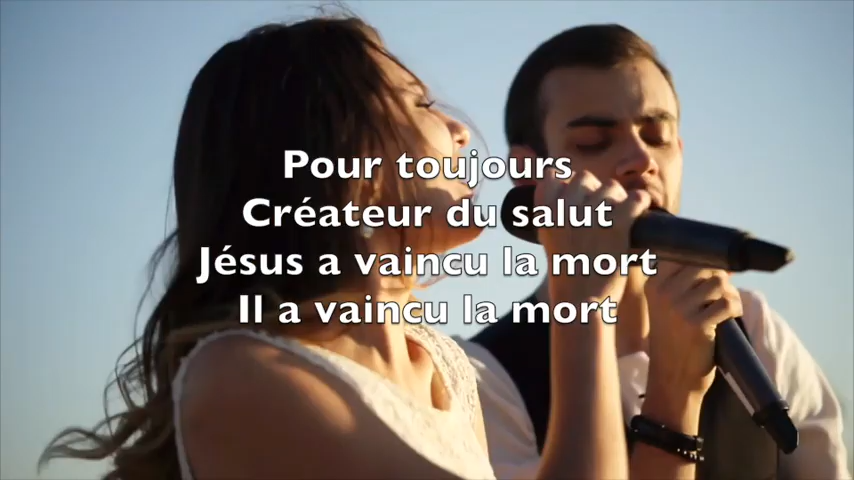 Pour toujours
Créateur du salut
Jésus a vaincu la mort
Il a vaincu la mort